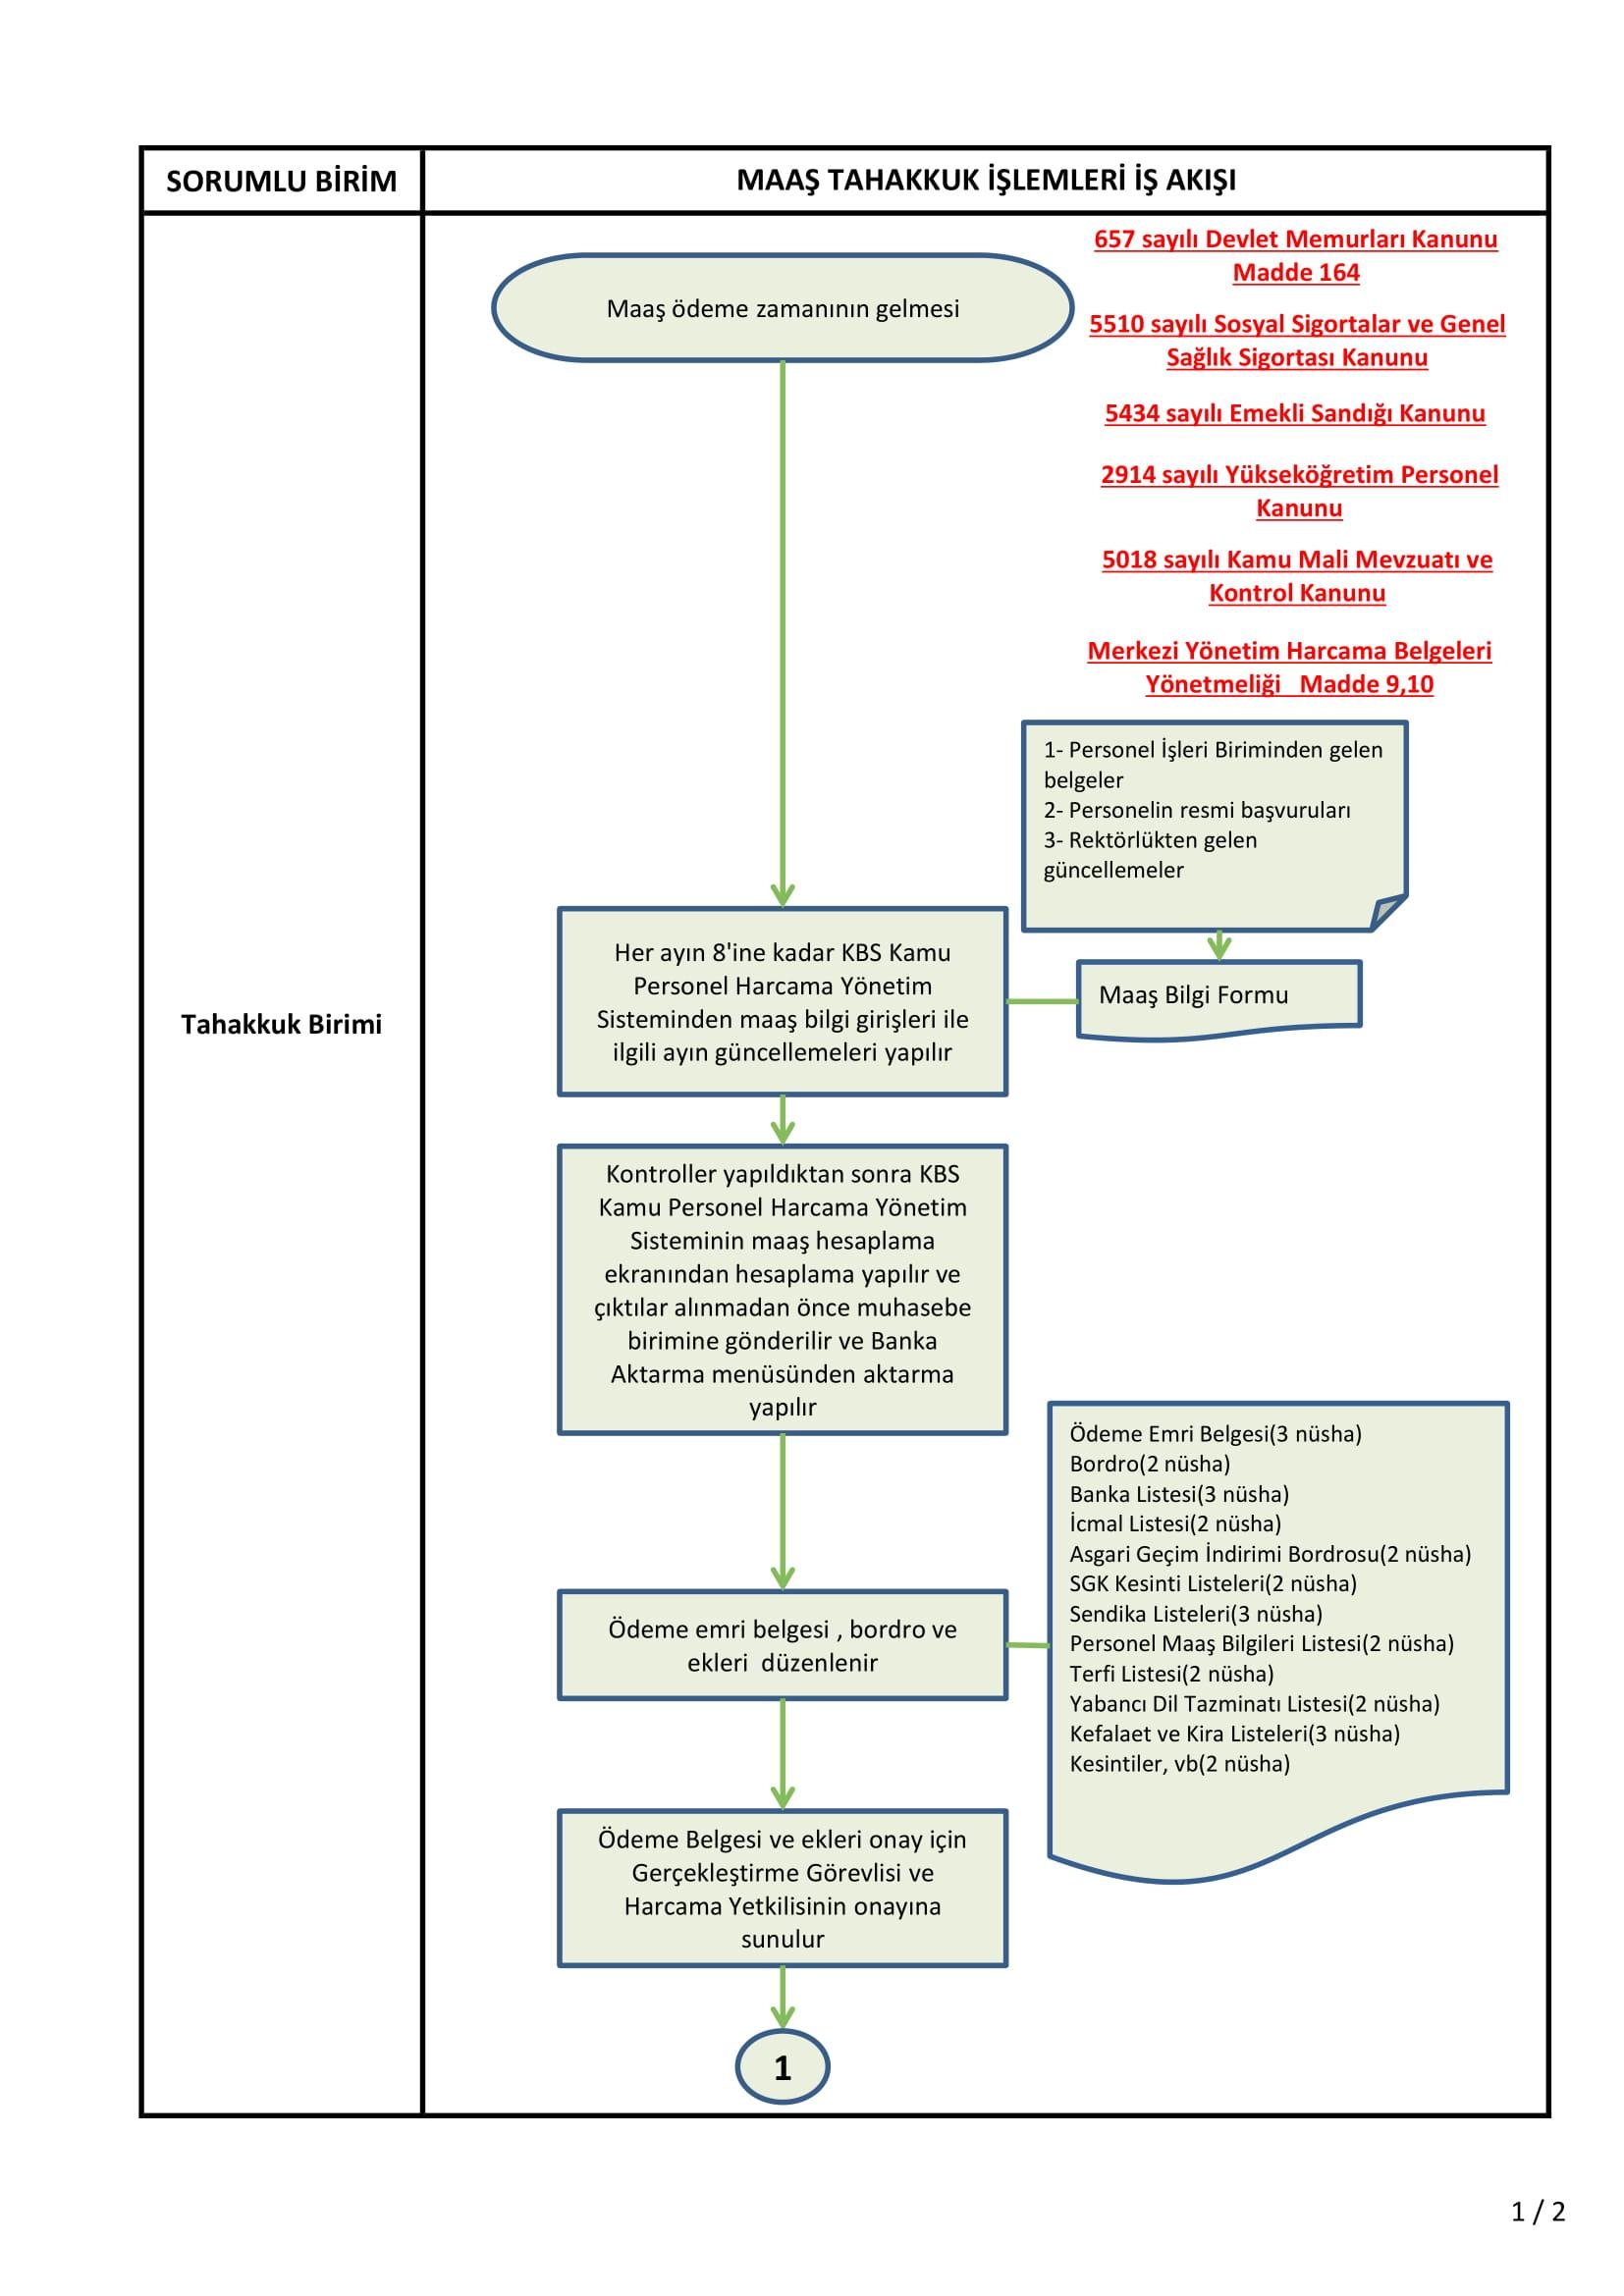 SORUMLU BİRİM
MAAŞ TAHAKKUK İŞLEMLERİ İŞ AKIŞI
657 sayılı Devlet Memurları Kanunu
Madde 164
Maaş ödeme zamanının gelmesi
5510 sayılı Sosyal Sigortalar ve Genel
Sağlık Sigortası Kanunu
5434 sayılı Emekli Sandığı Kanunu
2914 sayılı Yükseköğretim Personel
Kanunu
5018 sayılı Kamu Mali Mevzuatı ve
Kontrol Kanunu
Merkezi Yönetim Harcama Belgeleri
Yönetmeliği   Madde 9,10
1- Personel İşleri Biriminden gelen
belgeler
2- Personelin resmi başvuruları
3- Rektörlükten gelen
güncellemeler
Tahakkuk Birimi
Her ayın 8'ine kadar KBS Kamu
Personel Harcama Yönetim
Sisteminden maaş bilgi girişleri ile
ilgili ayın güncellemeleri yapılır
Maaş Bilgi Formu
Kontroller yapıldıktan sonra KBS
Kamu Personel Harcama Yönetim
Sisteminin maaş hesaplama
ekranından hesaplama yapılır ve
çıktılar alınmadan önce muhasebe
birimine gönderilir ve Banka
Aktarma menüsünden aktarma
yapılır
Ödeme Emri Belgesi(3 nüsha)
Bordro(2 nüsha)
Banka Listesi(3 nüsha)
İcmal Listesi(2 nüsha)
Asgari Geçim İndirimi Bordrosu(2 nüsha)
SGK Kesinti Listeleri(2 nüsha)
Sendika Listeleri(3 nüsha)
Personel Maaş Bilgileri Listesi(2 nüsha)
Terfi Listesi(2 nüsha)
Yabancı Dil Tazminatı Listesi(2 nüsha)
Kefalaet ve Kira Listeleri(3 nüsha)
Kesintiler, vb(2 nüsha)
Ödeme emri belgesi , bordro ve
ekleri  düzenlenir
Ödeme Belgesi ve ekleri onay için
Gerçekleştirme Görevlisi ve
Harcama Yetkilisinin onayına
sunulur
1
1 / 2